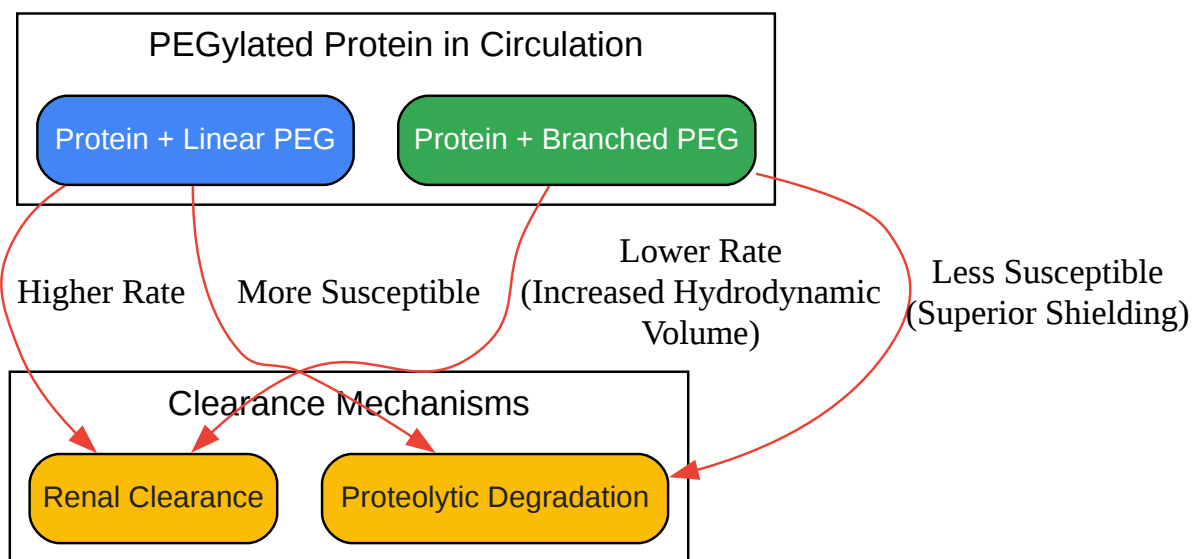 PEGylated Protein in Circulation
Protein + Linear PEG
Protein + Branched PEG
Higher Rate
More Susceptible
Lower Rate
(Increased Hydrodynamic
Volume)
Less Susceptible
(Superior Shielding)
Clearance Mechanisms
Renal Clearance
Proteolytic Degradation